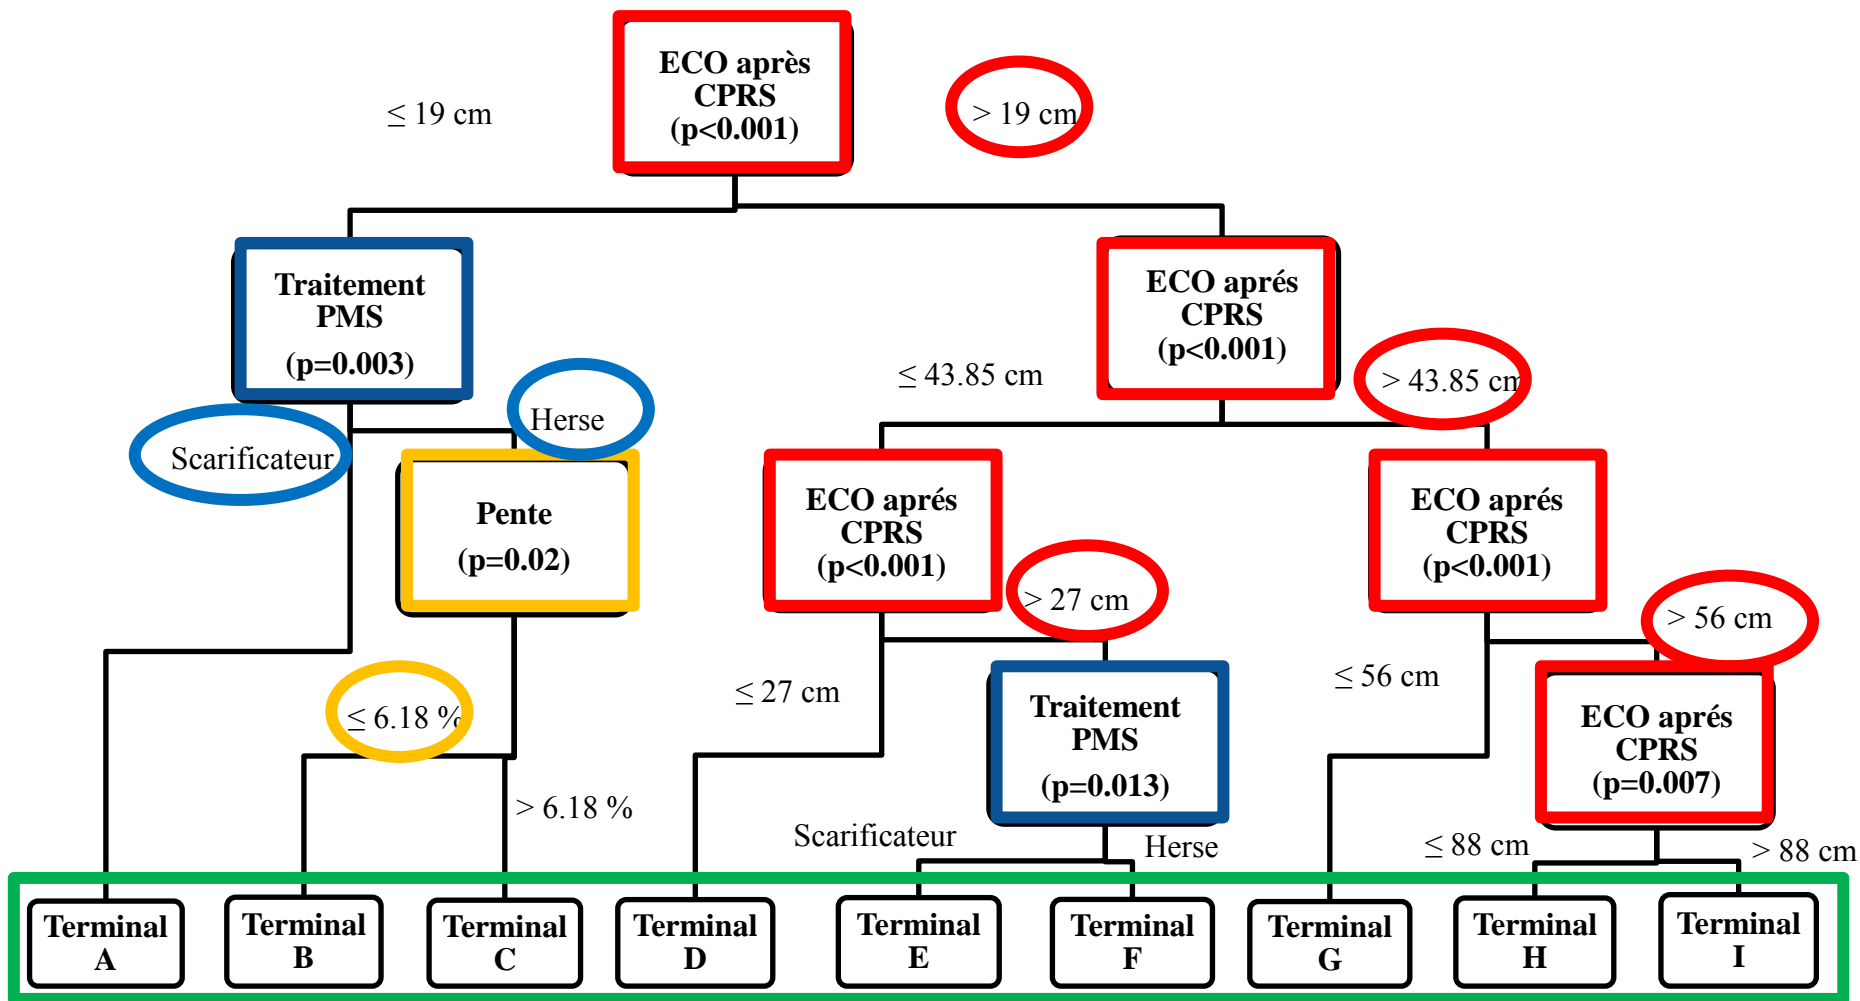 ECO après
CPRS
(p<0.001)
≤ 19 cm
> 19 cm
Traitement
PMS
(p=0.003)
ECO aprés
CPRS
(p<0.001)
Scarificateur
Herse
≤ 43.85 cm
> 43.85 cm
Pente
(p=0.02)
ECO aprés
CPRS
(p<0.001)
ECO aprés
CPRS
(p<0.001)
≤ 6.18 %
> 6.18 %
≤ 27 cm
> 27 cm
≤ 56 cm
> 56 cm
Traitement
PMS
(p=0.013)
ECO aprés
CPRS
(p=0.007)
Scarificateur
Herse
≤ 88 cm
> 88 cm
Terminal
A
Terminal
B
Terminal
C
Terminal
D
Terminal
E
Terminal
F
Terminal
G
Terminal
H
Terminal
I